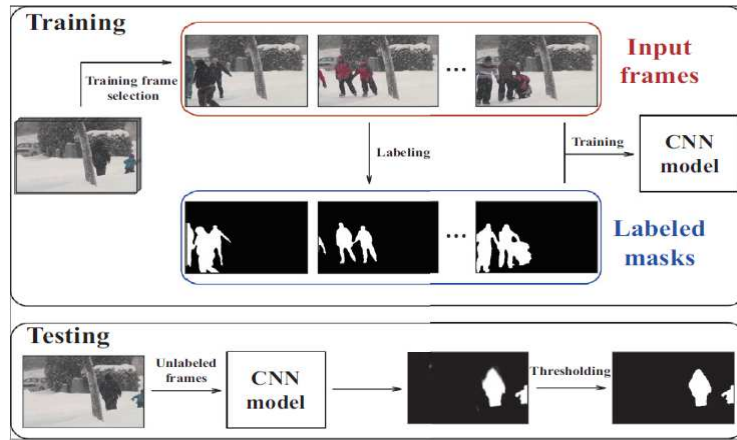 Training
Training frame
selection
...
Input
frames
Labeling
Training
CNN
model
...
Labeled
masks
Testing
Unlabeled
frames
CNN
model
Thresholding